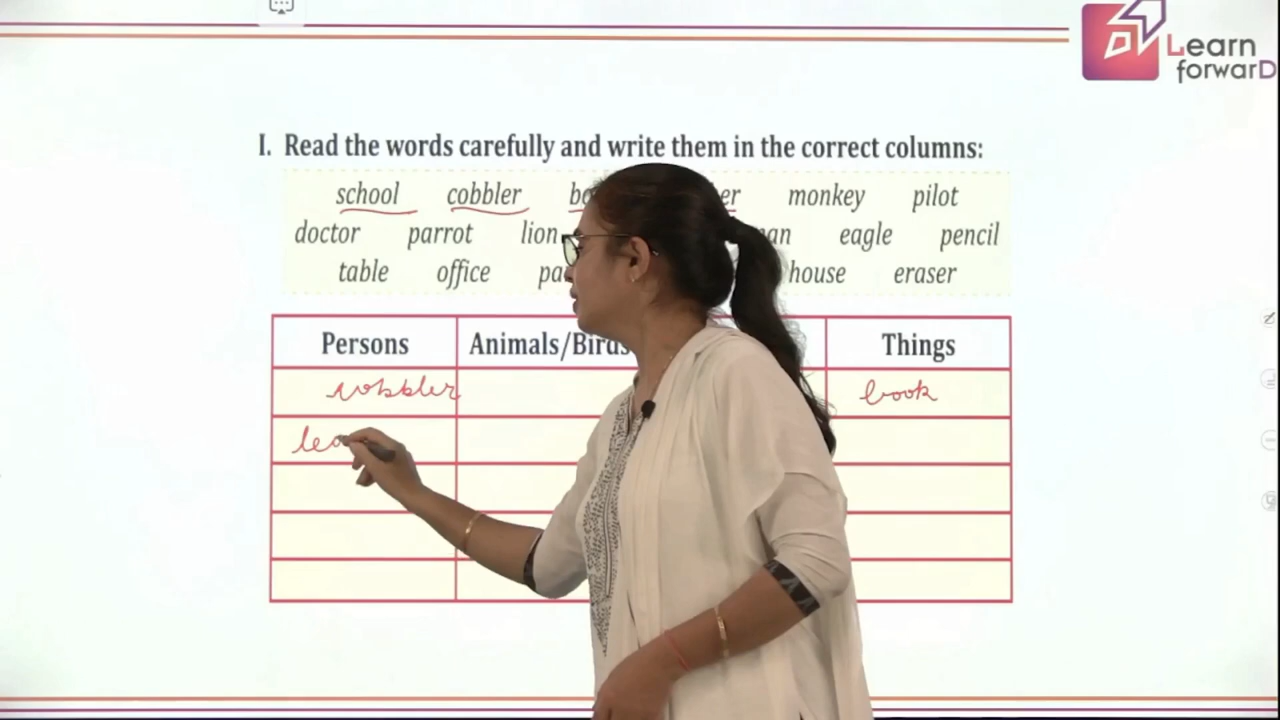 Learn
forwarD
I. Read the words carefully and write them in the correct columns:
school cobbler monkey pilot
doctor parrot lion eagle pencil
table office house eraser
Persons Animals/Birds Things
cobbler book